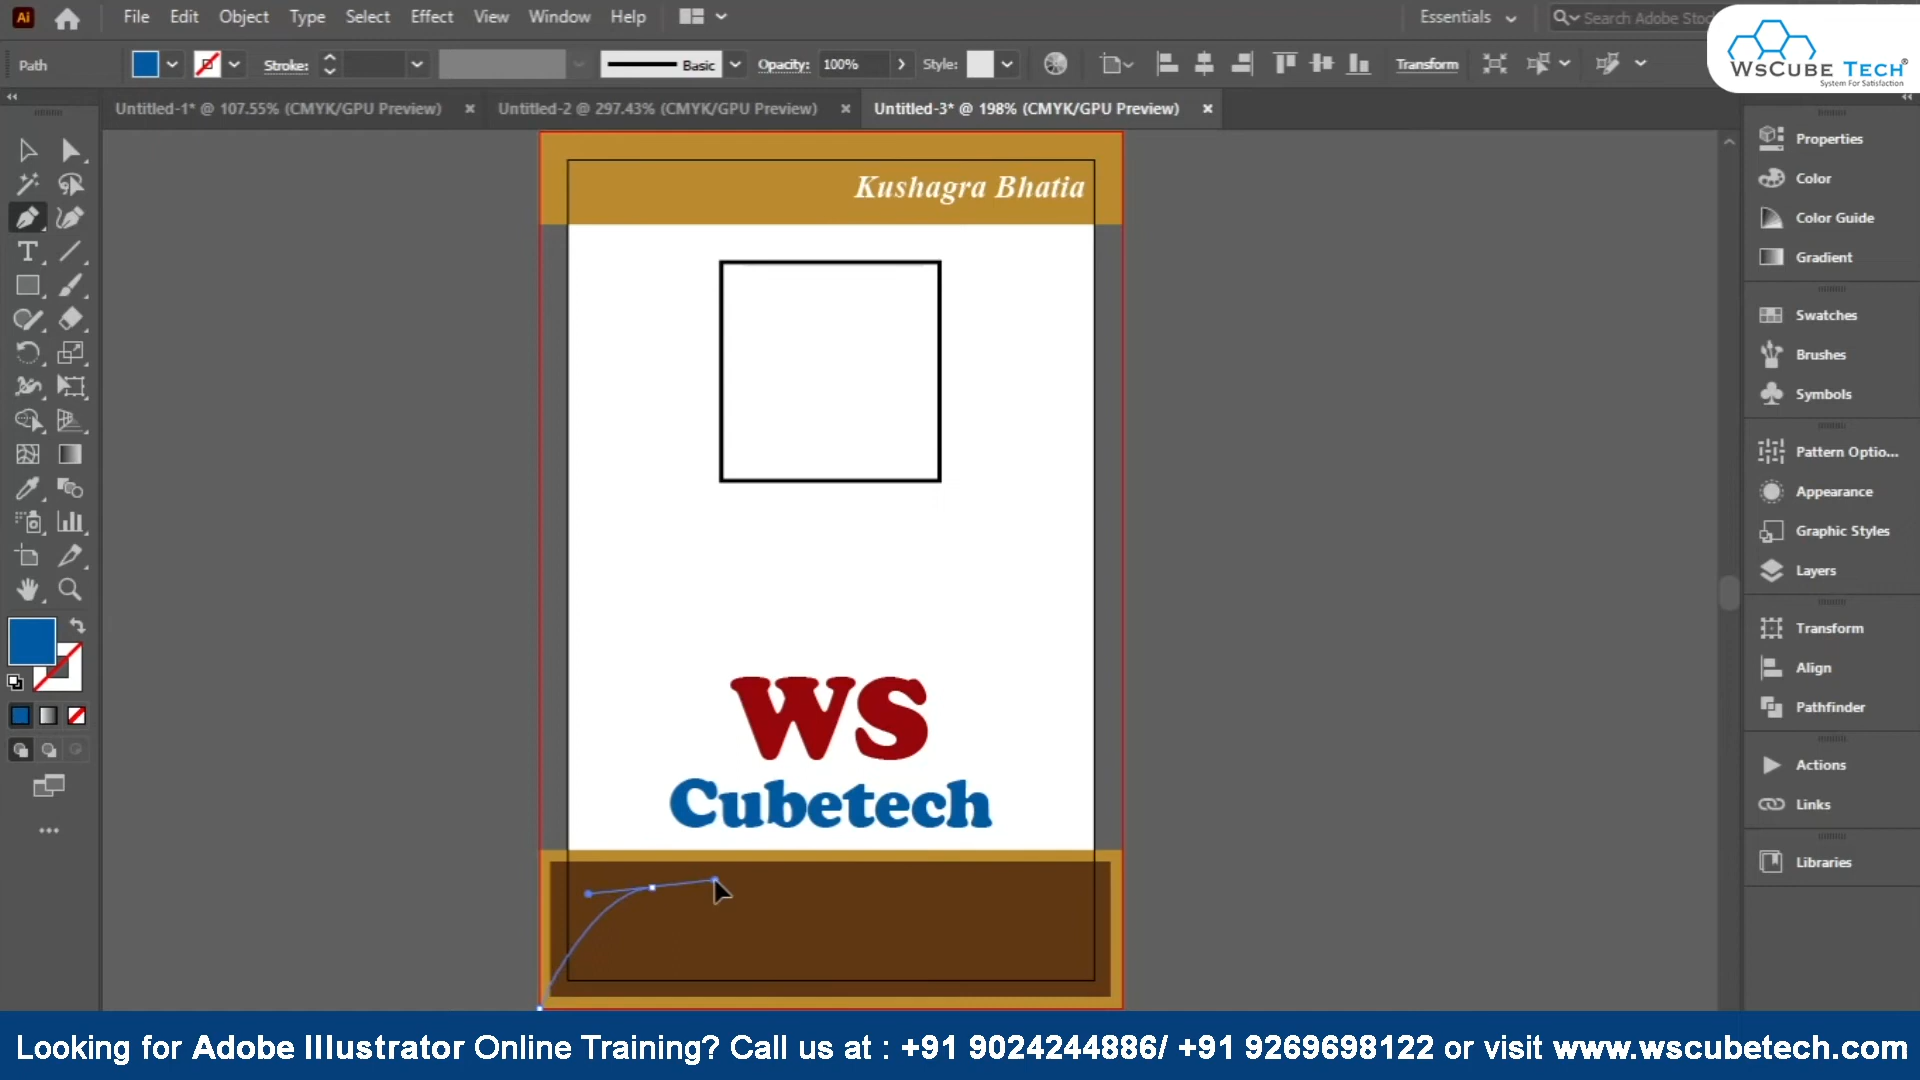 Ai File Edit Object Type Select Effect View Window Help Essentials Search Adobe Stoc
WsCUBE TECH®
System For Satisfaction
Path Stroke: Basic Opacity: 100% Style: Transform
Untitled-1* @ 107.55% (CMYK/GPU Preview) Untitled-2 @ 297.43% (CMYK/GPU Preview) Untitled-3* @ 198% (CMYK/GPU Preview)
Kushagra Bhatia
WS
Cubetech
Properties
Color
Color Guide
Gradient
Swatches
Brushes
Symbols
Pattern Optio...
Appearance
Graphic Styles
Layers
Transform
Align
Pathfinder
Actions
Links
Libraries
Looking for Adobe Illustrator Online Training? Call us at : +91 9024244886/ +91 9269698122 or visit www.wscubetech.com